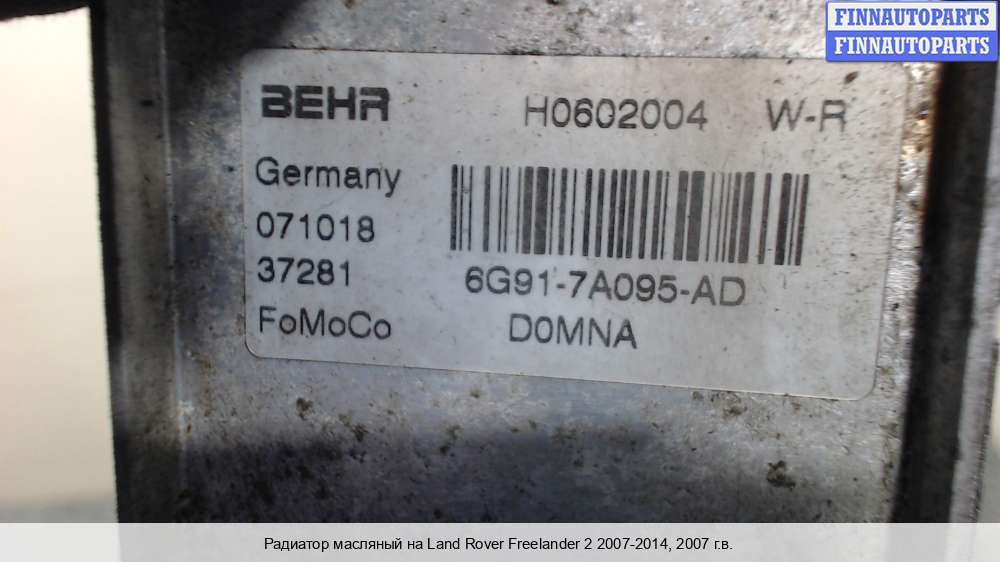 FINNAUTOPARTS
FINNAUTOPARTS
BEHR H0602004 W-R
Germany
071018
37281 6G91-7A095-AD
FoMoCo D0MNA
Радиатор масляный на Land Rover Freelander 2 2007-2014, 2007 г.в.